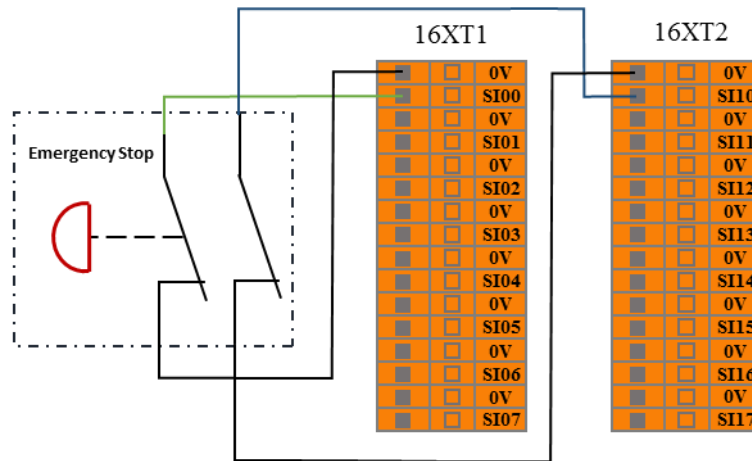 16XT1
16XT2
0V
SI00
0V
SI01
0V
SI02
0V
SI03
0V
SI04
0V
SI05
0V
SI06
0V
SI07
0V
SI10
0V
SI11
0V
SI12
0V
SI13
0V
SI14
0V
SI15
0V
SI16
0V
SI17
Emergency Stop